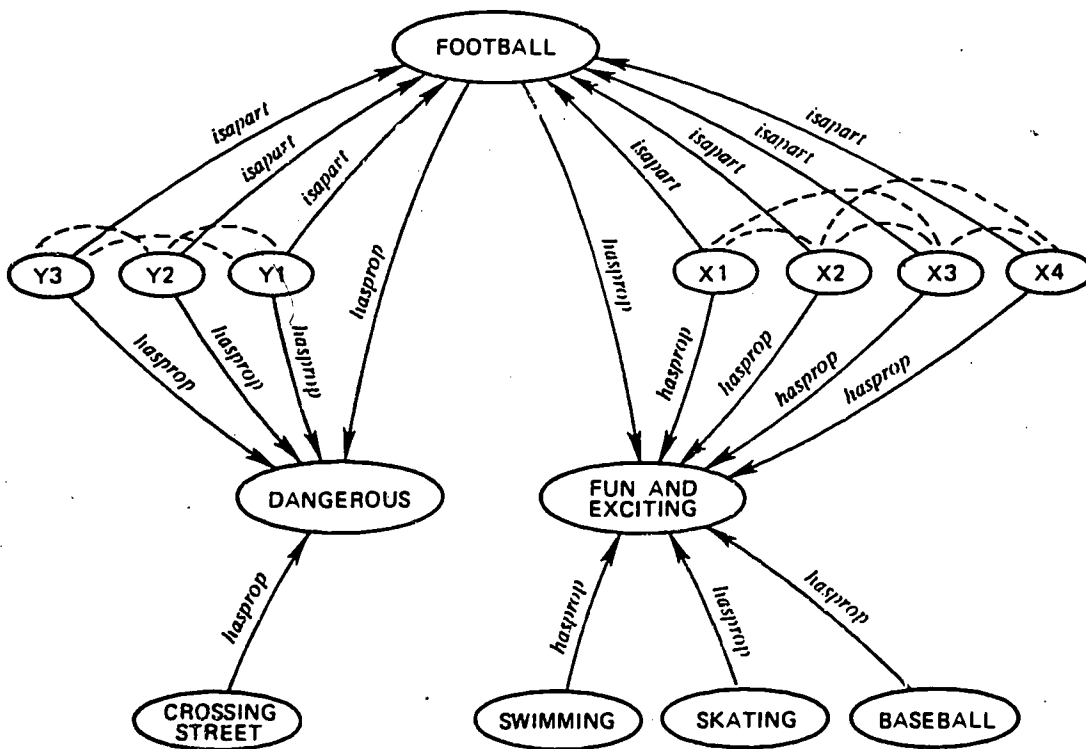 FOOTBALL
isapart
isapart
isapart
isapart
isapart
isapart
isapart
Y3
Y2
Y1
X1
X2
X3
X4
hasprop
hasprop
hasprop
hasprop
hasprop
hasprop
hasprop
hasprop
hasprop
DANGEROUS
FUN AND
EXCITING
hasprop
hasprop
hasprop
hasprop
CROSSING
STREET
SWIMMING
SKATING
BASEBALL